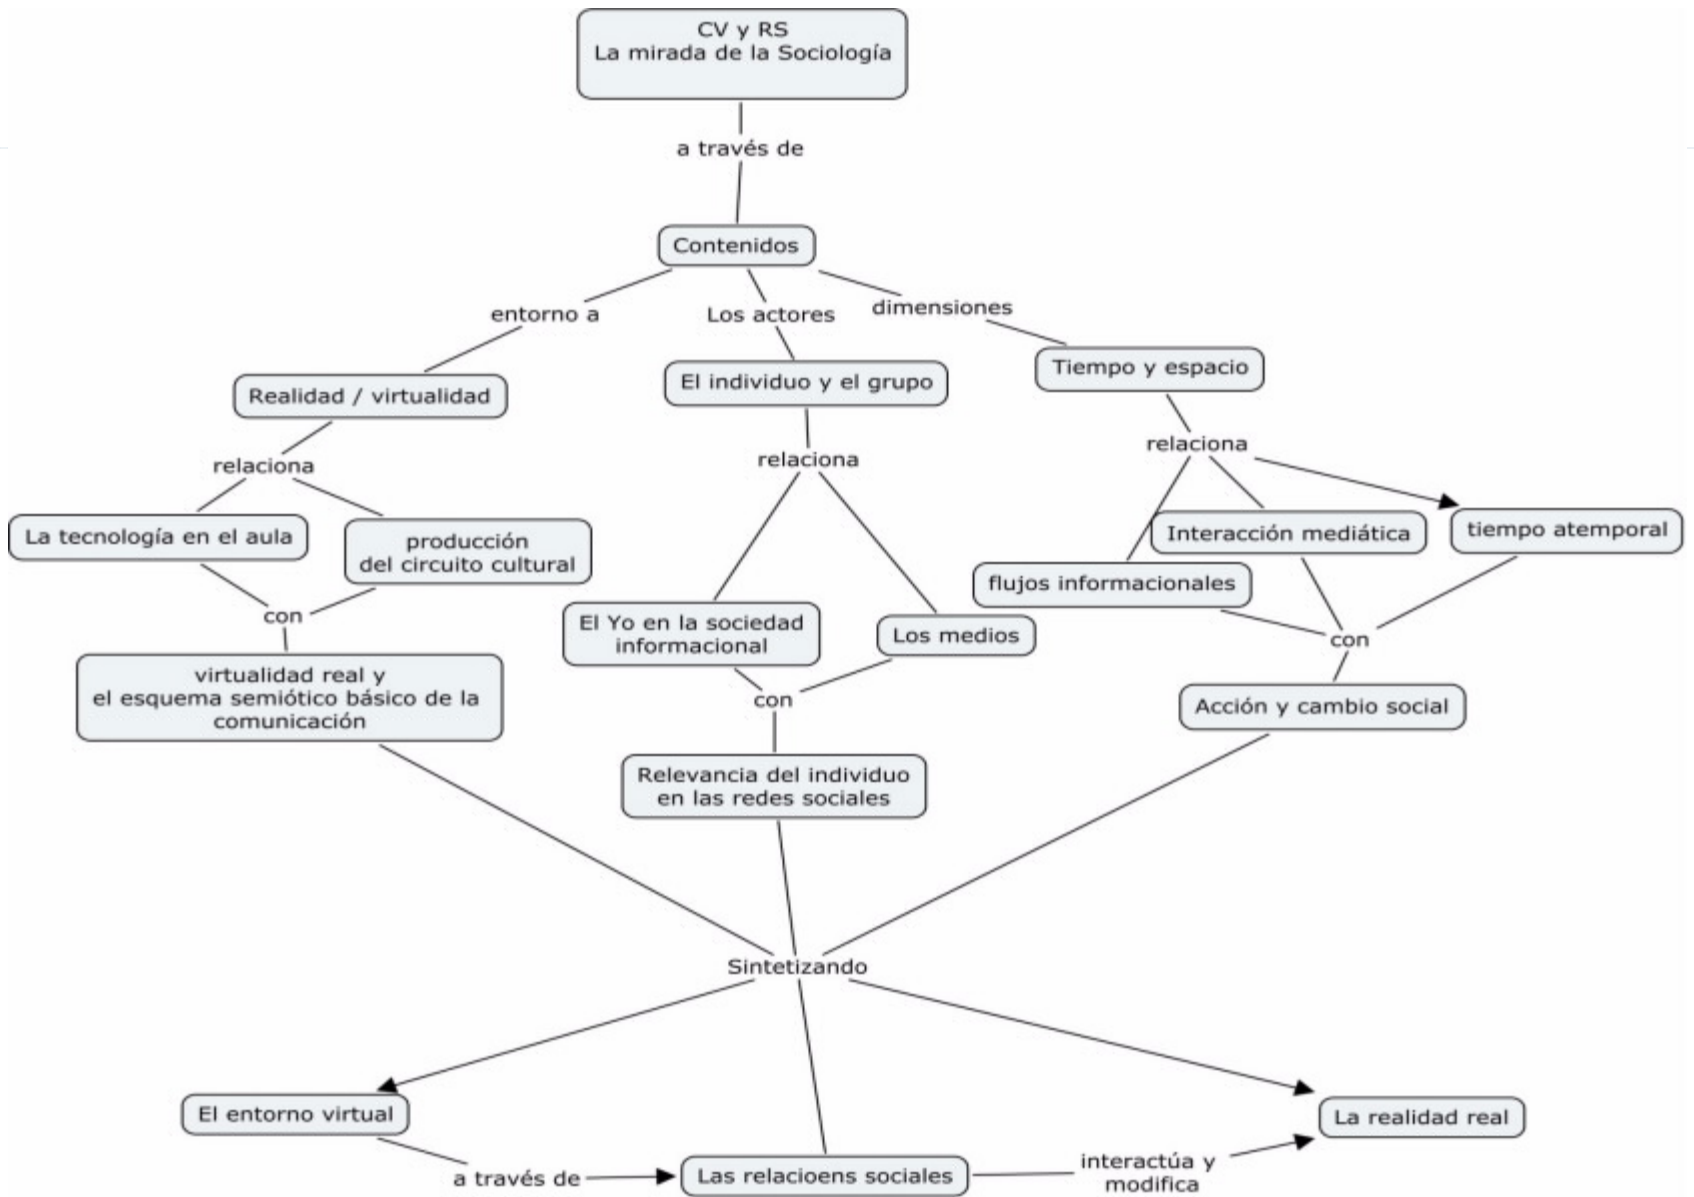 CV y RS
La mirada de la Sociología
a través de
Contenidos
entorno a
Los actores
dimensiones
Realidad / virtualidad
El individuo y el grupo
Tiempo y espacio
relaciona
relaciona
relaciona
La tecnología en el aula
producción
del circuito cultural
Interacción mediática
tiempo atemporal
flujos informacionales
con
El Yo en la sociedad
informacional
Los medios
con
virtualidad real y
el esquema semiótico básico de la
comunicación
con
Acción y cambio social
Relevancia del individuo
en las redes sociales
Sintetizando
El entorno virtual
La realidad real
a través de
Las relacioens sociales
interactúa y
modifica